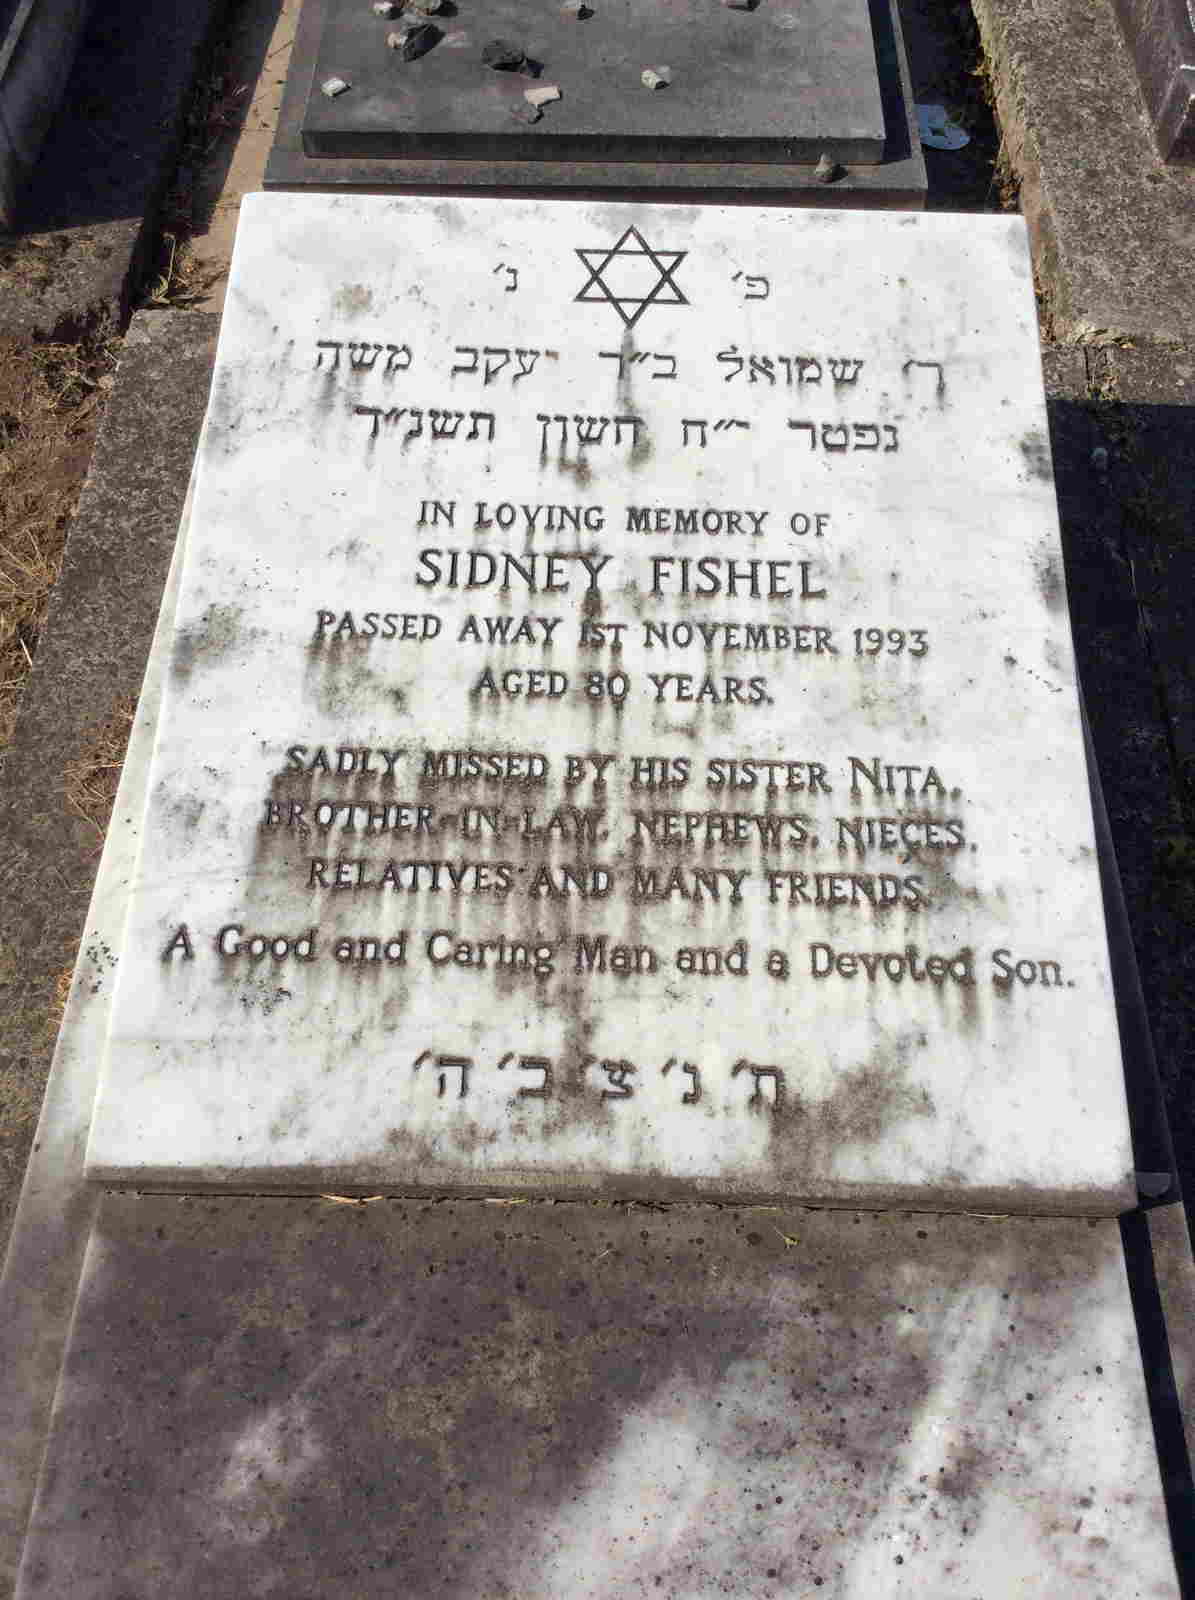 פ׳ נ׳
ר׳ שמואל ב״ר יעקב משה
נפטר י״ח חשון תשנ״ד
IN LOVING MEMORY OF
SIDNEY FISHEL
PASSED AWAY 1ST NOVEMBER 1993
AGED 80 YEARS.
SADLY MISSED BY HIS SISTER NITA,
BROTHER-IN-LAW, NEPHEWS, NIECES,
RELATIVES AND MANY FRIENDS.
A Good and Caring Man and a Devoted Son.
ת׳ נ׳ צ׳ ב׳ ה׳